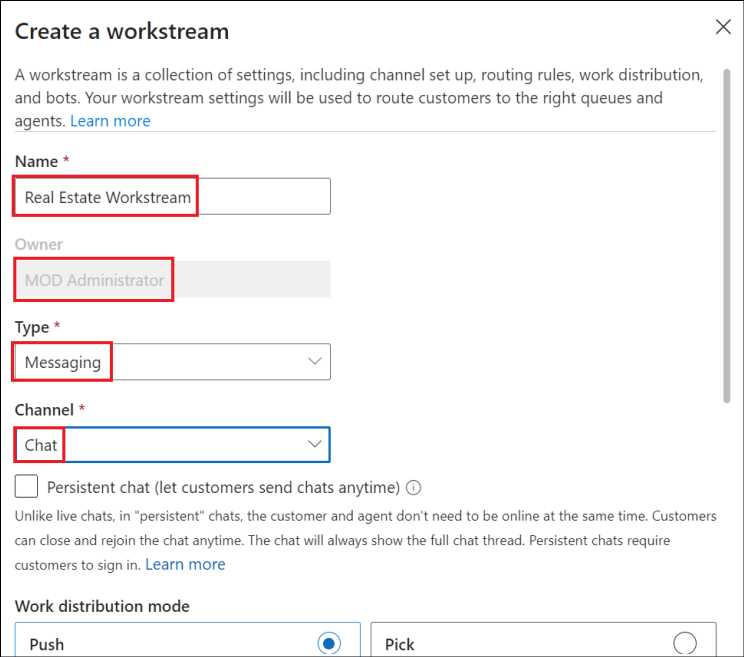 Create a workstream
A workstream is a collection of settings, including channel set up, routing rules, work distribution,
and bots. Your workstream settings will be used to route customers to the right queues and
agents. Learn more
Name *
Real Estate Workstream
Owner
MOD Administrator
Type *
Messaging
Channel *
Chat
Persistent chat (let customers send chats anytime)
Unlike live chats, in "persistent" chats, the customer and agent don't need to be online at the same time. Customers
can close and rejoin the chat anytime. The chat will always show the full chat thread. Persistent chats require
customers to sign in. Learn more
Work distribution mode
Push Pick